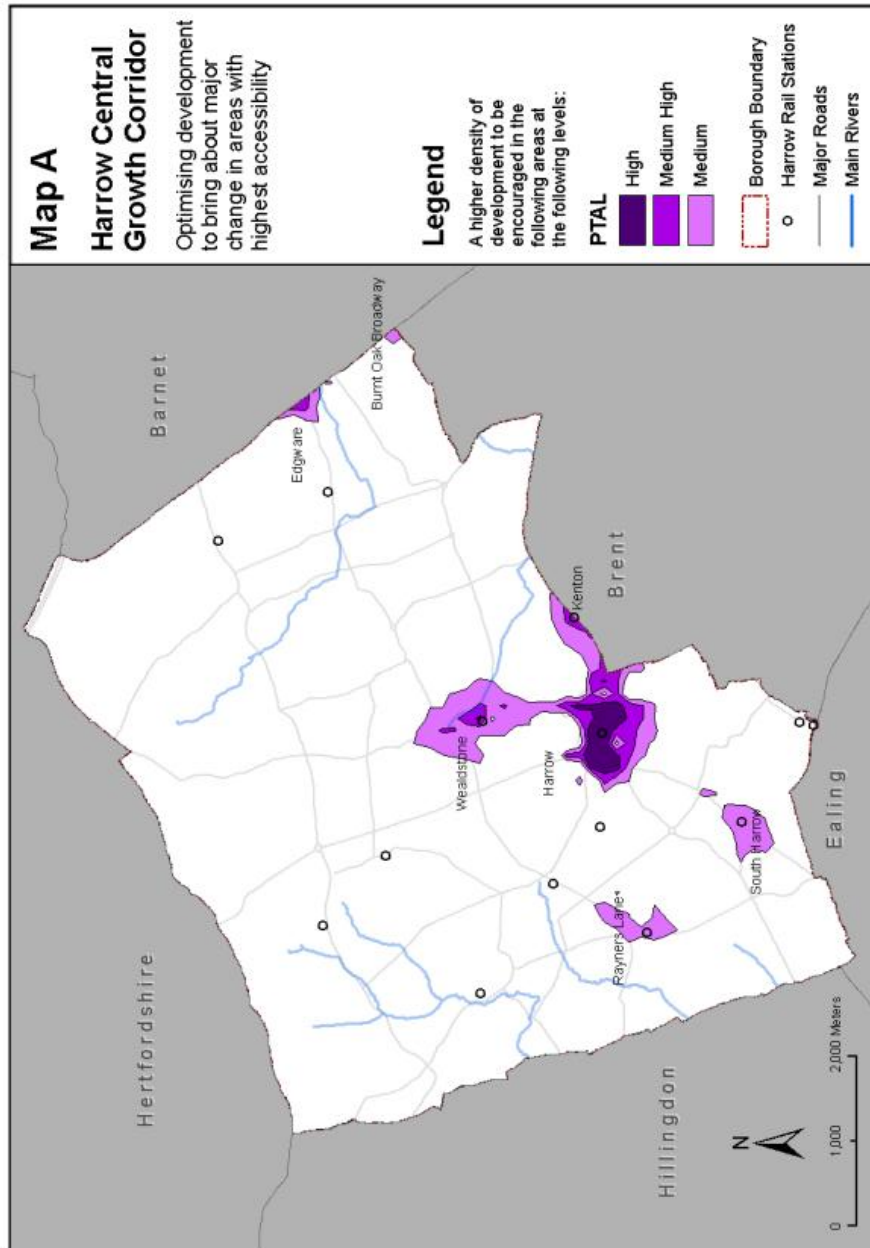 Map A
Harrow Central
Growth Corridor
Optimising development
to bring about major
change in areas with
highest accessibility
Legend
A higher density of
development to be
encouraged in the
following areas at
the following levels:
PTAL
High
Medium High
Medium
Borough Boundary
Harrow Rail Stations
Major Roads
Main Rivers
Hertfordshire
Barnet
Edgware
Burnt Oak Broadway
Wealdstone
Harrow
Kenton
Brent
Rayners Lane
South Harrow
Hillingdon
Ealing
N
0 1,000 2,000 Meters